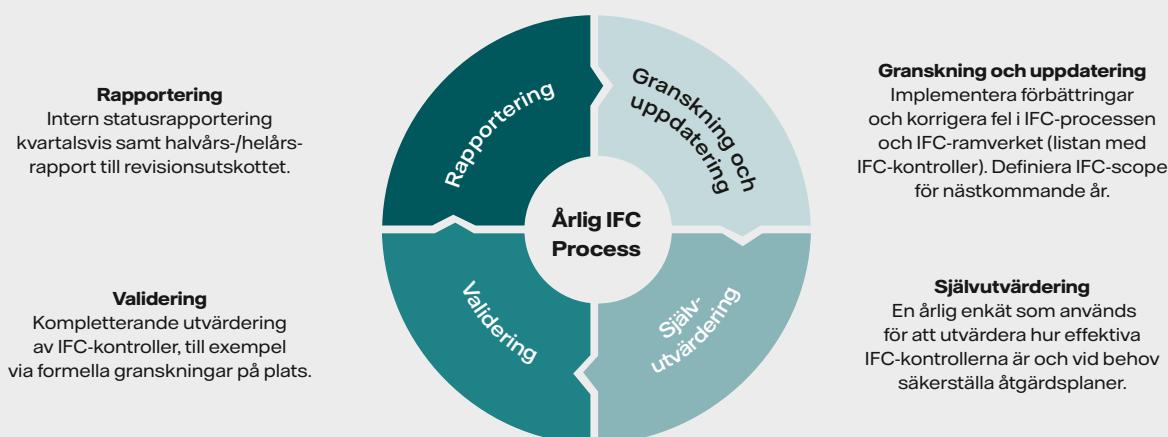 Rapportering
Intern statusrapportering
kvartalsvis samt halvårs-/helårs-
rapport till revisionsutskottet.
Validering
Kompletterande utvärdering
av IFC-kontroller, till exempel
via formella granskningar på plats.
Rapportering
Granskning och
uppdatering
Årlig IFC
Process
Validering
Själv-
utvärdering
Granskning och uppdatering
Implementera förbättringar
och korrigera fel i IFC-processen
och IFC-ramverket (listan med
IFC-kontroller). Definiera IFC-scope
för nästkommande år.
Självutvärdering
En årlig enkät som används
för att utvärdera hur effektiva
IFC-kontrollerna är och vid behov
säkerställa åtgärdsplaner.